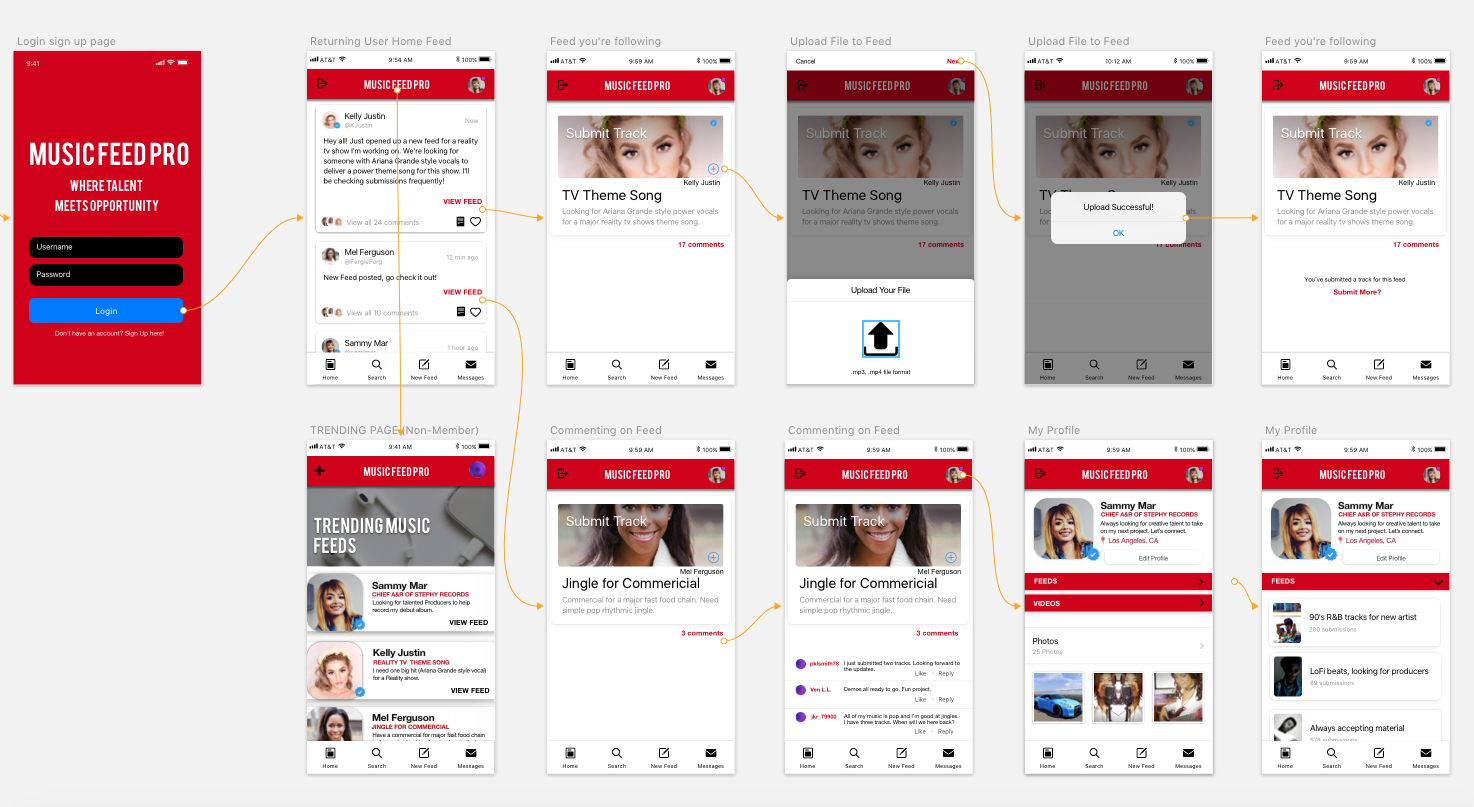 Login sign up page
9:41
MUSIC FEED PRO
WHERE TALENT
MEETS OPPORTUNITY
Username
Password
Login
Don't have an account? Sign Up here!
Returning User Home Feed
AT&T 9:54 AM 100%
MUSIC FEED PRO
Kelly Justin
@KJustin
Now
Hey all! Just opened up a new feed for a reality
tv show I'm working on. We're looking for
someone with Ariana Grande style vocals to
deliver a power theme song for this show. I'll
be checking submissions frequently!
VIEW FEED
View all 24 comments
Mel Ferguson
@FergieFerg
12 min ago
New Feed posted, go check it out!
VIEW FEED
View all 10 comments
Sammy Mar
1 hour ago
Home Search New Feed Messages
Feed you're following
AT&T 9:59 AM 100%
MUSIC FEED PRO
Submit Track
Kelly Justin
TV Theme Song
Looking for Ariana Grande style power vocals
for a major reality tv shows theme song.
17 comments
Home Search New Feed Messages
Upload File to Feed
Cancel
Next
MUSIC FEED PRO
Submit Track
Kelly Justin
TV Theme Song
Looking for Ariana Grande style power vocals
for a major reality tv shows theme song.
17 comments
Upload Your File
.mp3, .mp4 file format
Upload File to Feed
AT&T 10:12 AM 100%
MUSIC FEED PRO
Submit Track
Kelly Justin
TV Th
Upload Successful!
OK
17 comments
Home Search New Feed Messages
Feed you're following
AT&T 9:59 AM 100%
MUSIC FEED PRO
Submit Track
Kelly Justin
TV Theme Song
Looking for Ariana Grande style power vocals
for a major reality tv shows theme song.
17 comments
You've submitted a track for this feed.
Submit More?
Home Search New Feed Messages
TRENDING PAGE (Non-Member)
AT&T 9:41 AM 100%
MUSIC FEED PRO
TRENDING MUSIC
FEEDS
Sammy Mar
CHIEF A&R OF STEPHY RECORDS
Looking for talented Producers to help
record my debut album.
VIEW FEED
Kelly Justin
REALITY TV THEME SONG
I need one big hit (Ariana Grande style vocal)
for a Reality show.
VIEW FEED
Mel Ferguson
JINGLE FOR COMMERCIAL
Have a commercial for major fast food chain
Home Search New Feed Messages
Commenting on Feed
AT&T 9:59 AM 100%
MUSIC FEED PRO
Submit Track
Mel Ferguson
Jingle for Commericial
Commercial for a major fast food chain. Need
simple pop rhythmic jingle.
3 comments
Home Search New Feed Messages
Commenting on Feed
AT&T 9:59 AM 100%
MUSIC FEED PRO
Submit Track
Mel Ferguson
Jingle for Commericial
Commercial for a major fast food chain. Need
simple pop rhythmic jingle.
3 comments
pklsmith78 I just submitted two tracks. Looking forward to
the updates.
Like · Reply
Ven L.L. Demos all ready to go. Fun project.
Like · Reply
jkr_79900 All of my music is pop and I'm good at jingles.
I have three tracks. When will we here back?
Like · Reply
Home Search New Feed Messages
My Profile
AT&T 9:59 AM 100%
MUSIC FEED PRO
Sammy Mar
CHIEF A&R OF STEPHY RECORDS
Always looking for creative talent to take
on my next project. Let's connect.
Los Angeles, CA
Edit Profile
FEEDS
VIDEOS
Photos
25 Photos
Home Search New Feed Messages
My Profile
AT&T 9:59 AM 100%
MUSIC FEED PRO
Sammy Mar
CHIEF A&R OF STEPHY RECORDS
Always looking for creative talent to take
on my next project. Let's connect.
Los Angeles, CA
Edit Profile
FEEDS
90's R&B tracks for new artist
200 submissions
LoFi beats, looking for producers
89 submissions
Always accepting material
Home Search New Feed Messages